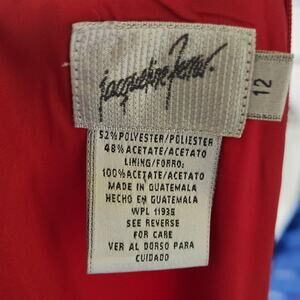 Jacqueline Ferrar.
12
52%POLYESTER/POLIESTER
48%ACETATE/ACETATO
LINING/FORRO:
100%ACETATE/ACETATO
MADE IN GUATEMALA
HECHO EN GUATEMALA
WPL 11935
SEE REVERSE
FOR CARE
VER AL DORSO PARA
CUIDADO